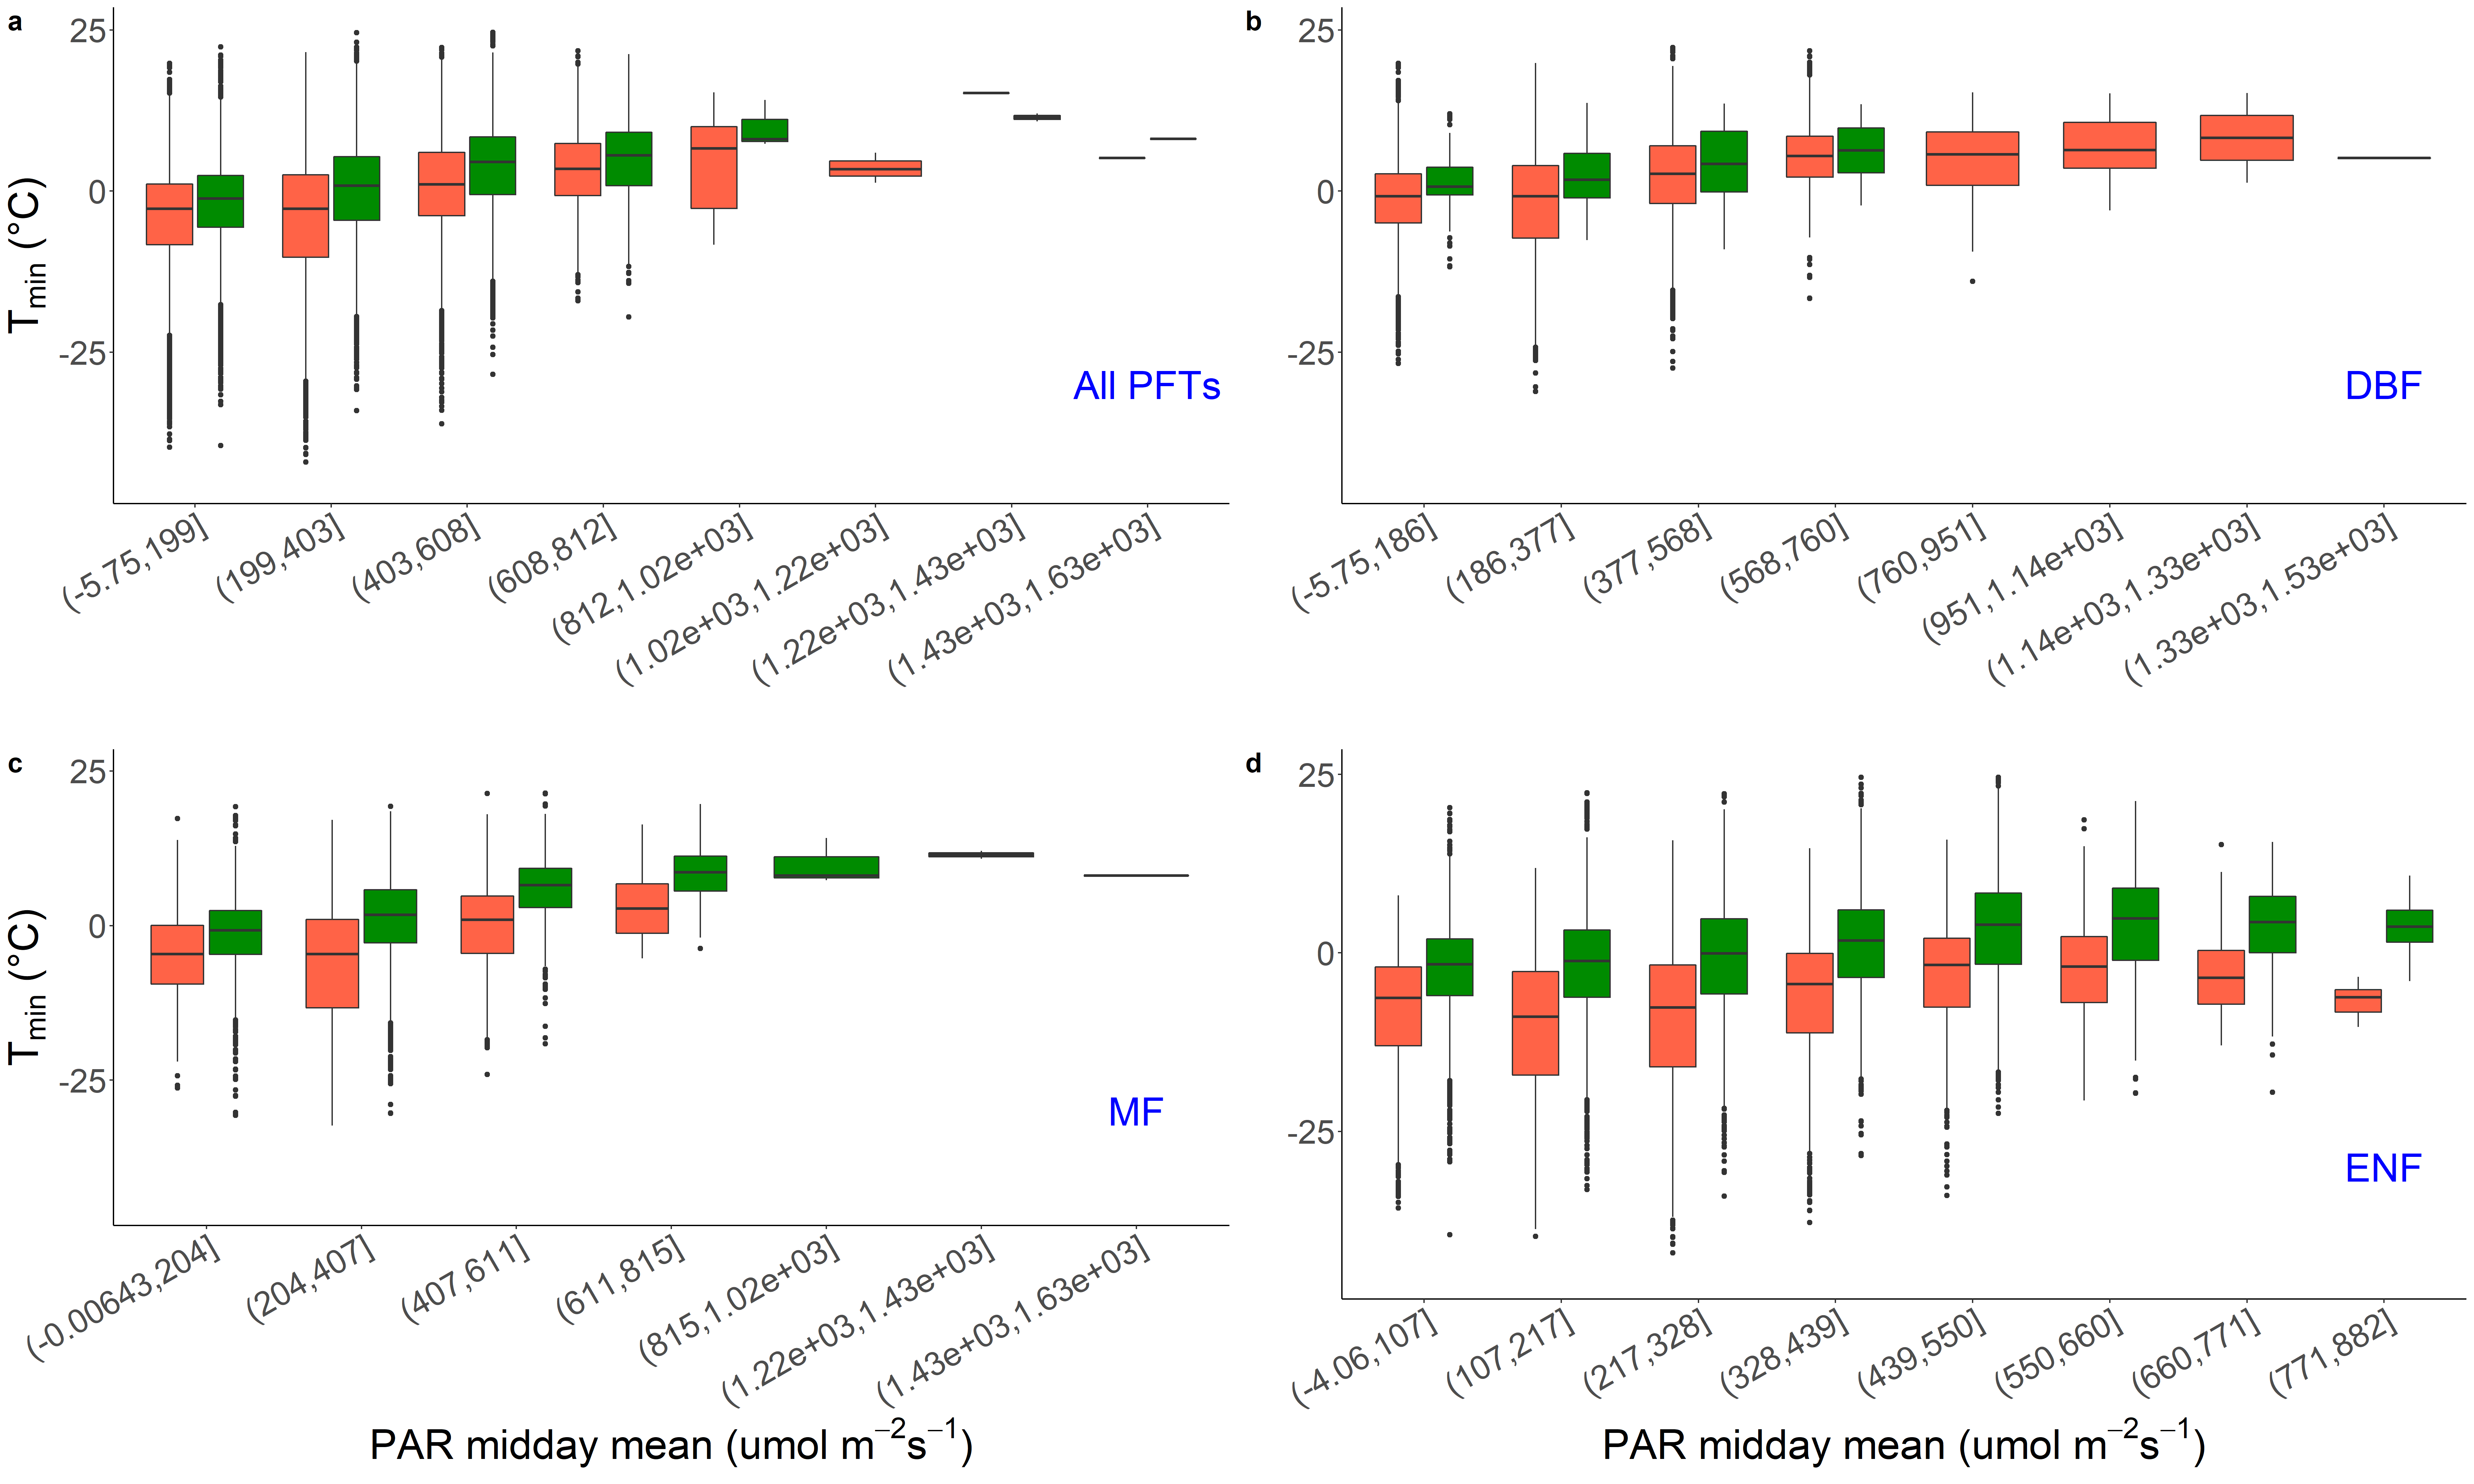 a
25
0
-25
Tmin (°C)
All PFTs
(-5.75,199]
(199,403]
(403,608]
(608,812]
(812,1.02e+03]
(1.02e+03,1.22e+03]
(1.22e+03,1.43e+03]
(1.43e+03,1.63e+03]
b
25
0
-25
DBF
(-5.75,186]
(186,377]
(377,568]
(568,760]
(760,951]
(951,1.14e+03]
(1.14e+03,1.33e+03]
(1.33e+03,1.53e+03]
c
25
0
-25
Tmin (°C)
MF
(-0.00643,204]
(204,407]
(407,611]
(611,815]
(815,1.02e+03]
(1.22e+03,1.43e+03]
(1.43e+03,1.63e+03]
PAR midday mean (umol m−2s−1)
d
25
0
-25
ENF
(-4.06,107]
(107,217]
(217,328]
(328,439]
(439,550]
(550,660]
(660,771]
(771,882]
PAR midday mean (umol m−2s−1)